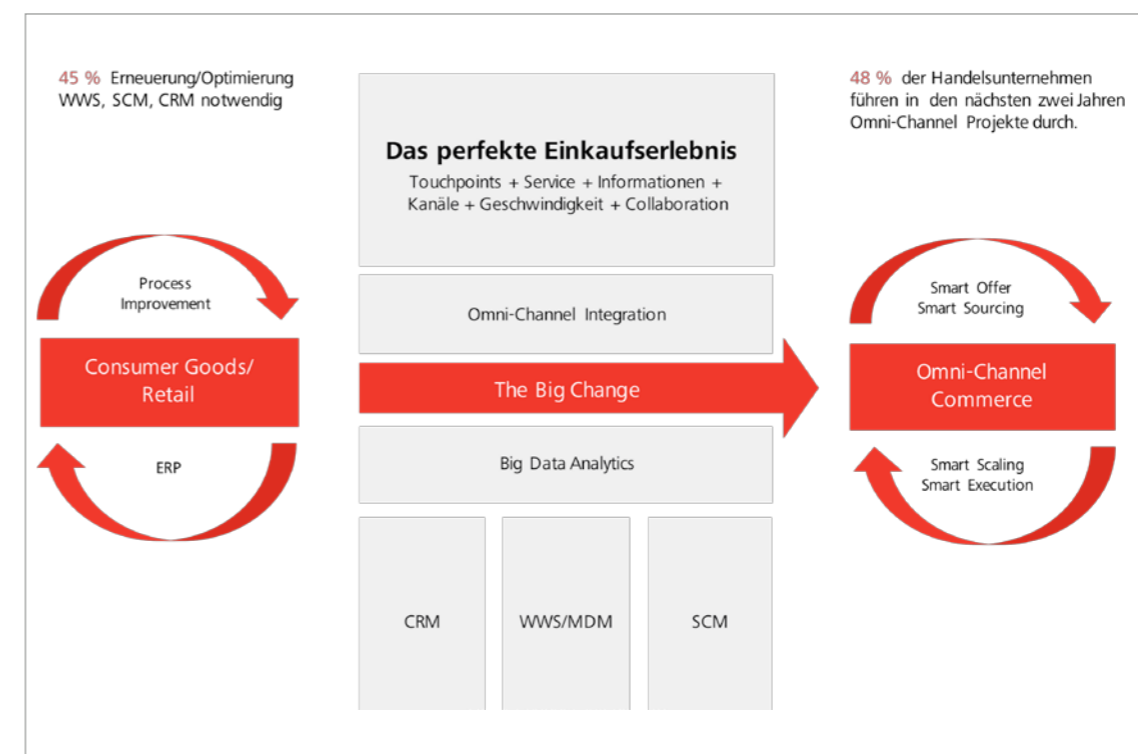 45 % Erneuerung/Optimierung
WWS, SCM, CRM notwendig
Process
Improvement
Consumer Goods/
Retail
ERP
Das perfekte Einkaufserlebnis
Touchpoints + Service + Informationen +
Kanäle + Geschwindigkeit + Collaboration
Omni-Channel Integration
The Big Change
Big Data Analytics
CRM
WWS/MDM
SCM
48 % der Handelsunternehmen
führen in den nächsten zwei Jahren
Omni-Channel Projekte durch.
Smart Offer
Smart Sourcing
Omni-Channel
Commerce
Smart Scaling
Smart Execution